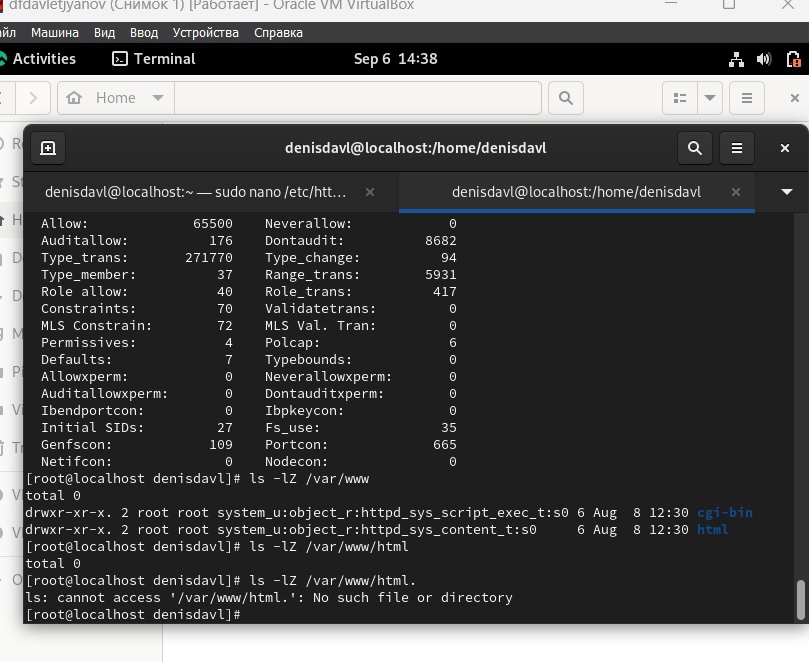 dfdavletjyanov (Снимок 1) [Работает] - Oracle VM VirtualBox
айл Машина Вид Ввод Устройства Справка
Activities Terminal Sep 6 14:38
Home
denisdavl@localhost:/home/denisdavl
denisdavl@localhost:~ — sudo nano /etc/htt... × denisdavl@localhost:/home/denisdavl ×
Allow: 65500 Neverallow: 0
Auditallow: 176 Dontaudit: 8682
Type_trans: 271770 Type_change: 94
Type_member: 37 Range_trans: 5931
Role allow: 40 Role_trans: 417
Constraints: 70 Validatetrans: 0
MLS Constrain: 72 MLS Val. Tran: 0
Permissives: 4 Polcap: 6
Defaults: 7 Typebounds: 0
Allowxperm: 0 Neverallowxperm: 0
Auditallowxperm: 0 Dontauditxperm: 0
Ibendportcon: 0 Ibpkeycon: 0
Initial SIDs: 27 Fs_use: 35
Genfscon: 109 Portcon: 665
Netifcon: 0 Nodecon: 0
[root@localhost denisdavl]# ls -lZ /var/www
total 0
drwxr-xr-x. 2 root root system_u:object_r:httpd_sys_script_exec_t:s0 6 Aug 8 12:30 cgi-bin
drwxr-xr-x. 2 root root system_u:object_r:httpd_sys_content_t:s0 6 Aug 8 12:30 html
[root@localhost denisdavl]# ls -lZ /var/www/html
total 0
[root@localhost denisdavl]# ls -lZ /var/www/html.
ls: cannot access '/var/www/html.': No such file or directory
[root@localhost denisdavl]#